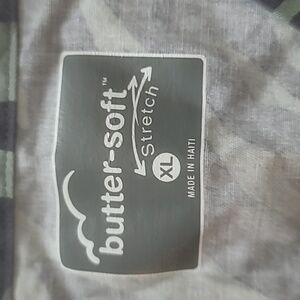 butter-soft™
Stretch
XL
MADE IN HAITI